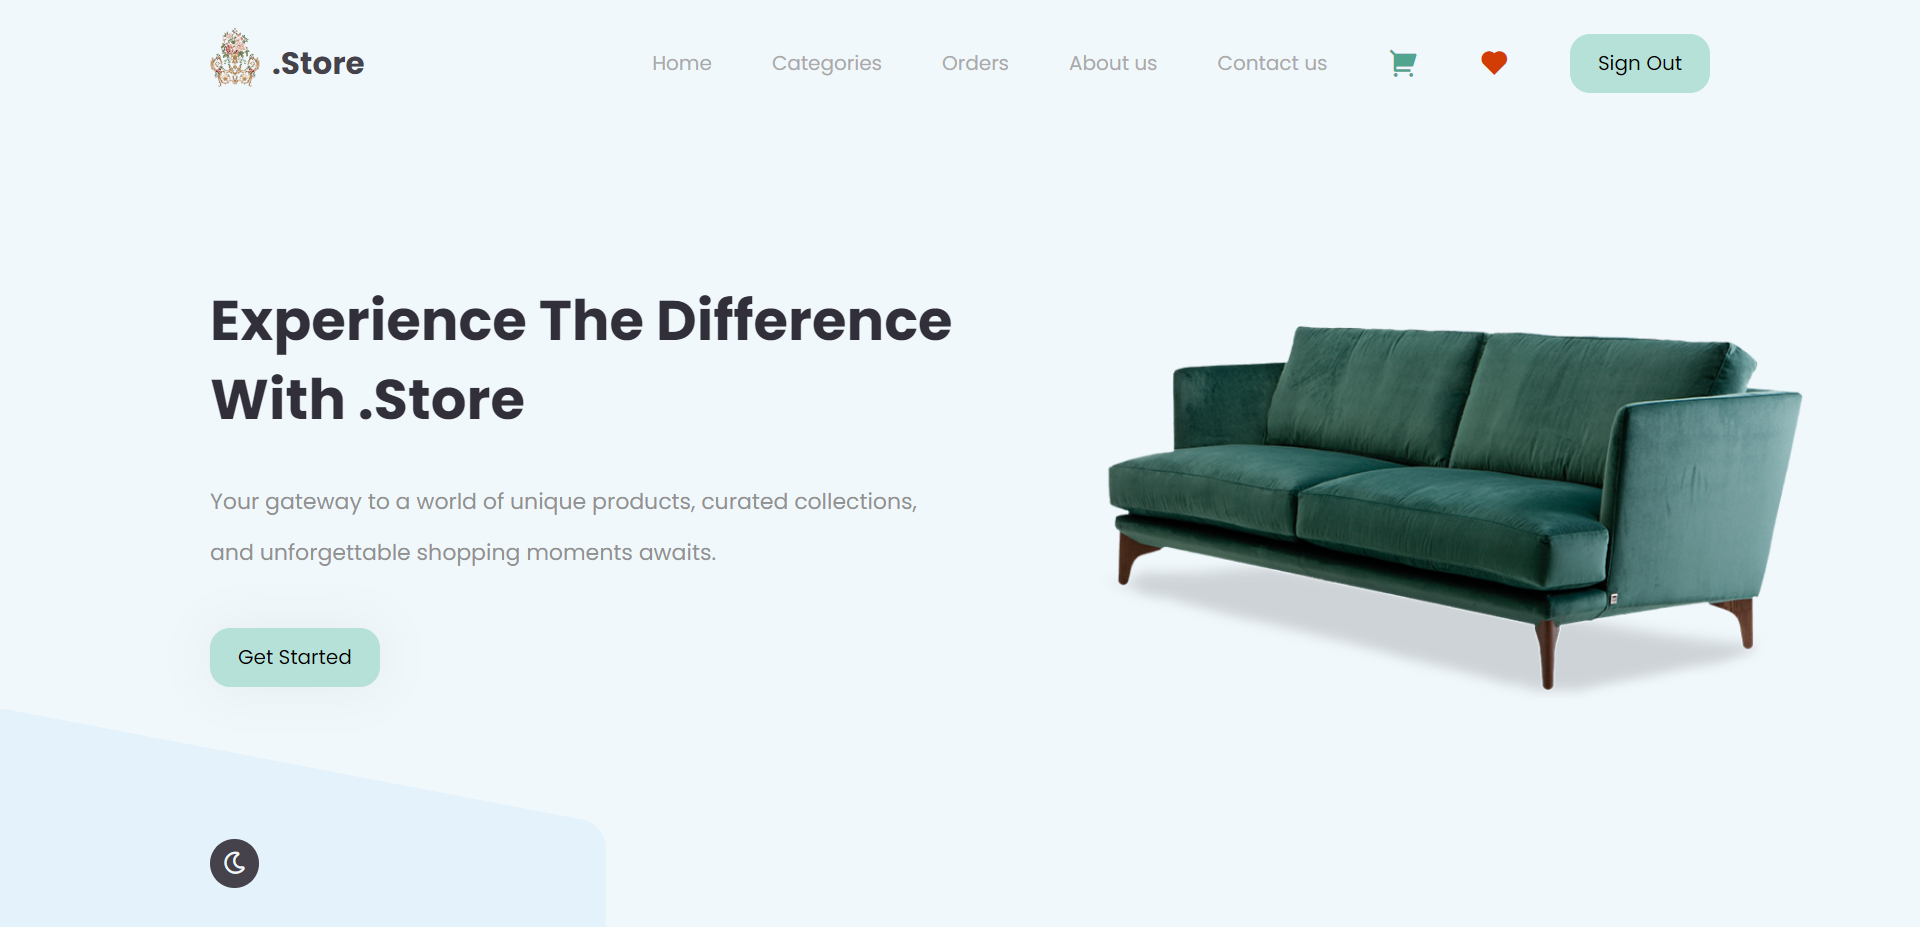 .Store
Home
Categories
Orders
About us
Contact us
Sign Out
Experience The Difference
With .Store
Your gateway to a world of unique products, curated collections,
and unforgettable shopping moments awaits.
Get Started